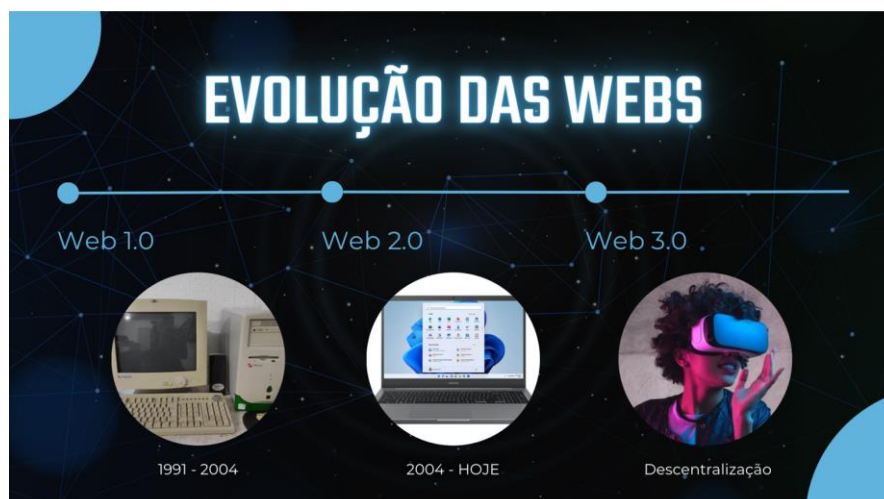 EVOLUÇÃO DAS WEBS
Web 1.0
Web 2.0
Web 3.0
1991 - 2004
2004 - HOJE
Descentralização